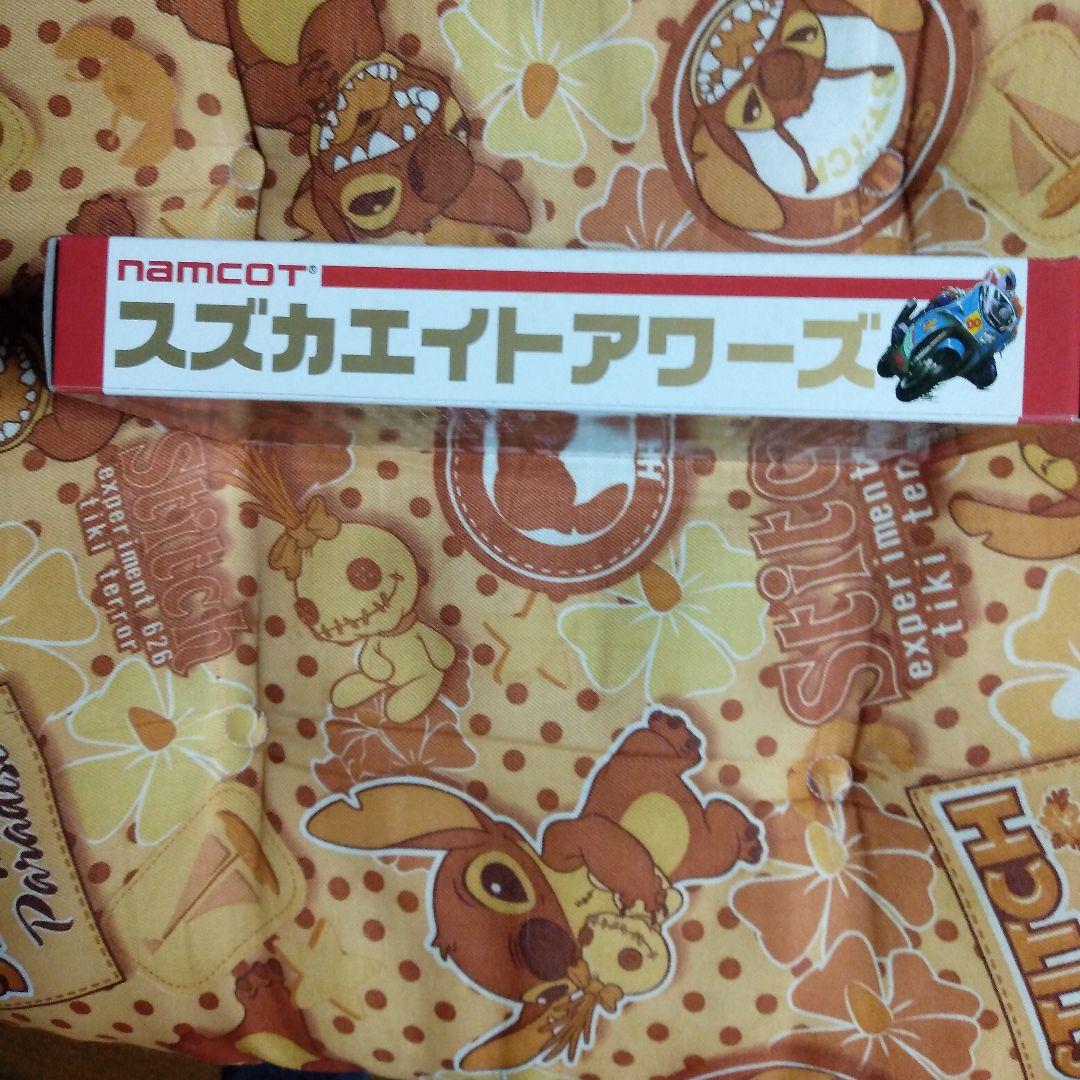 namcot®
スズカエイトアワーズ
Stitch
Stitch
experiment 626
tiki terror
Stitch
experiment
tiki ter
Paradise